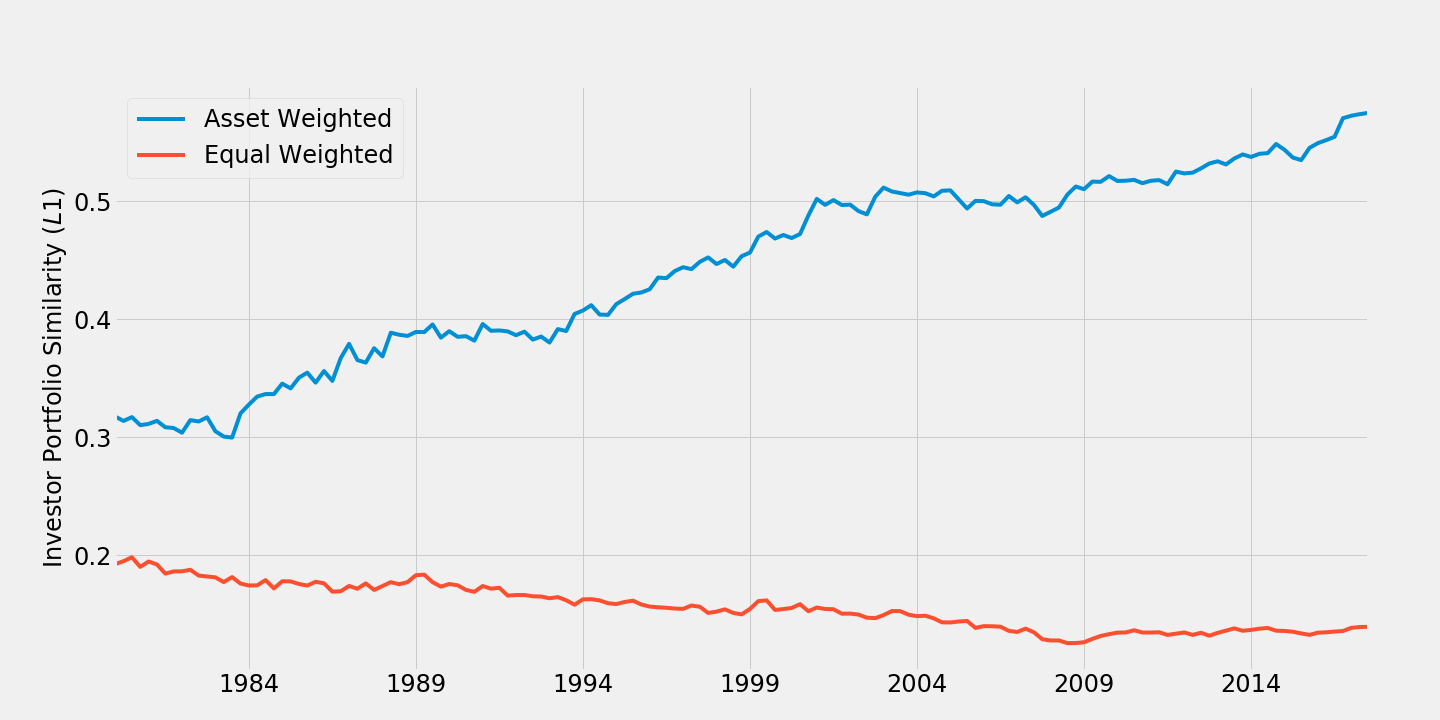 Asset Weighted
Equal Weighted
Investor Portfolio Similarity (L1)
0.5
0.4
0.3
0.2
1984 1989 1994 1999 2004 2009 2014